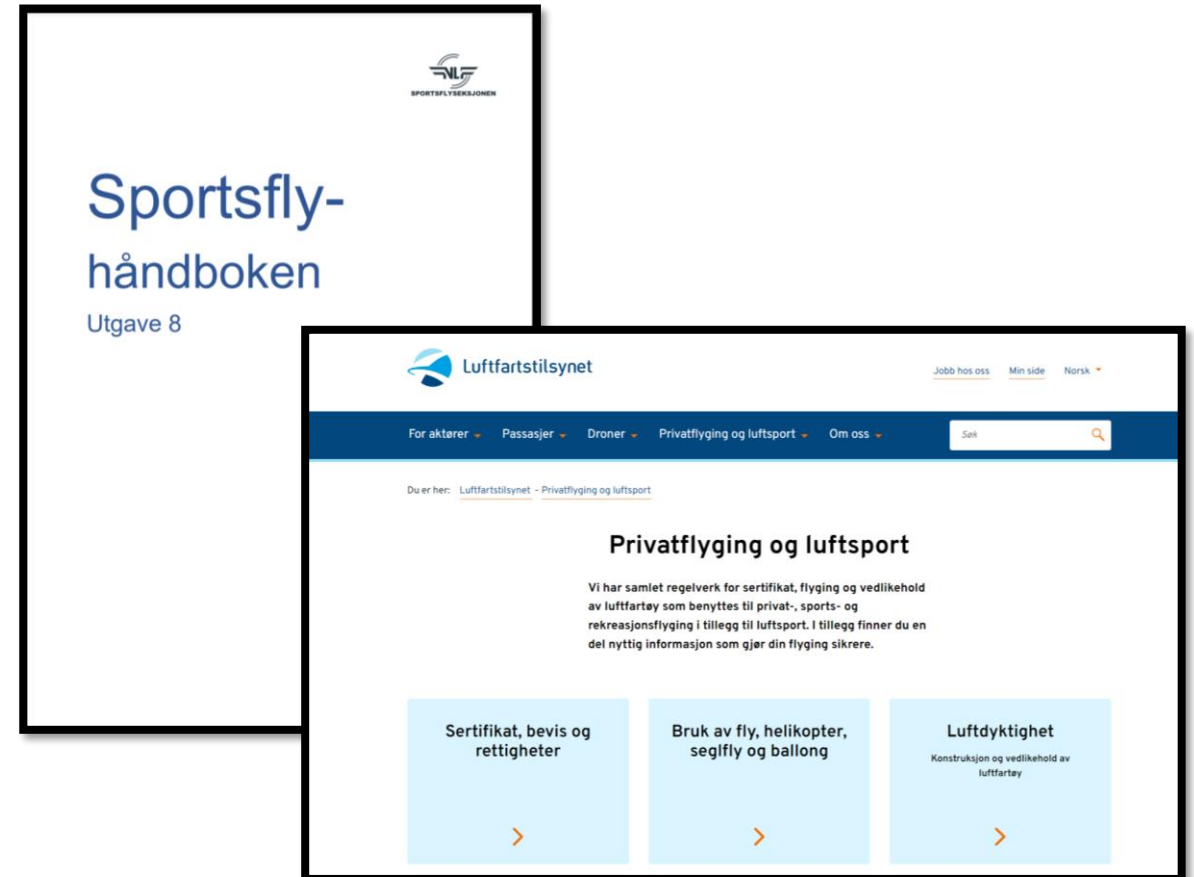 NLF
SPORTSFLYSEKSJONEN
Sportsfly-
håndboken
Utgave 8
Luftfartstilsynet
Jobb hos oss Min side Norsk
For aktører Passasjer Droner Privatflyging og luftsport Om oss Søk
Du er her: Luftfartstilsynet - Privatflyging og luftsport
Privatflyging og luftsport
Vi har samlet regelverk for sertifikat, flyging og vedlikehold
av luftfartøy som benyttes til privat-, sports- og
rekreasjonsflyging i tillegg til luftsport. I tillegg finner du en
del nyttig informasjon som gjør din flyging sikrere.
Sertifikat, bevis og
rettigheter
Bruk av fly, helikopter,
seglfly og ballong
Luftdyktighet
Konstruksjon og vedlikehold av
luftfartøy